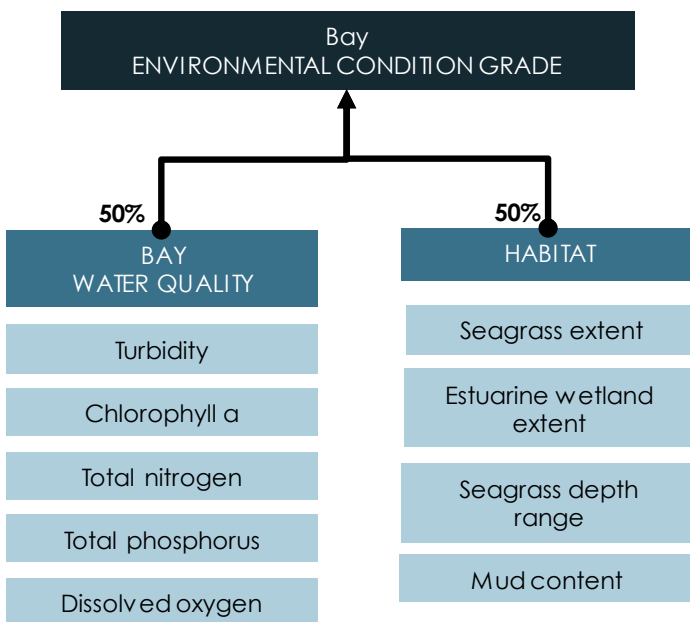 Bay
ENVIRONMENTAL CONDITION GRADE
50%
50%
BAY
WATER QUALITY
Turbidity
Chlorophyll a
Total nitrogen
Total phosphorus
Dissolved oxygen
HABITAT
Seagrass extent
Estuarine wetland
extent
Seagrass depth
range
Mud content